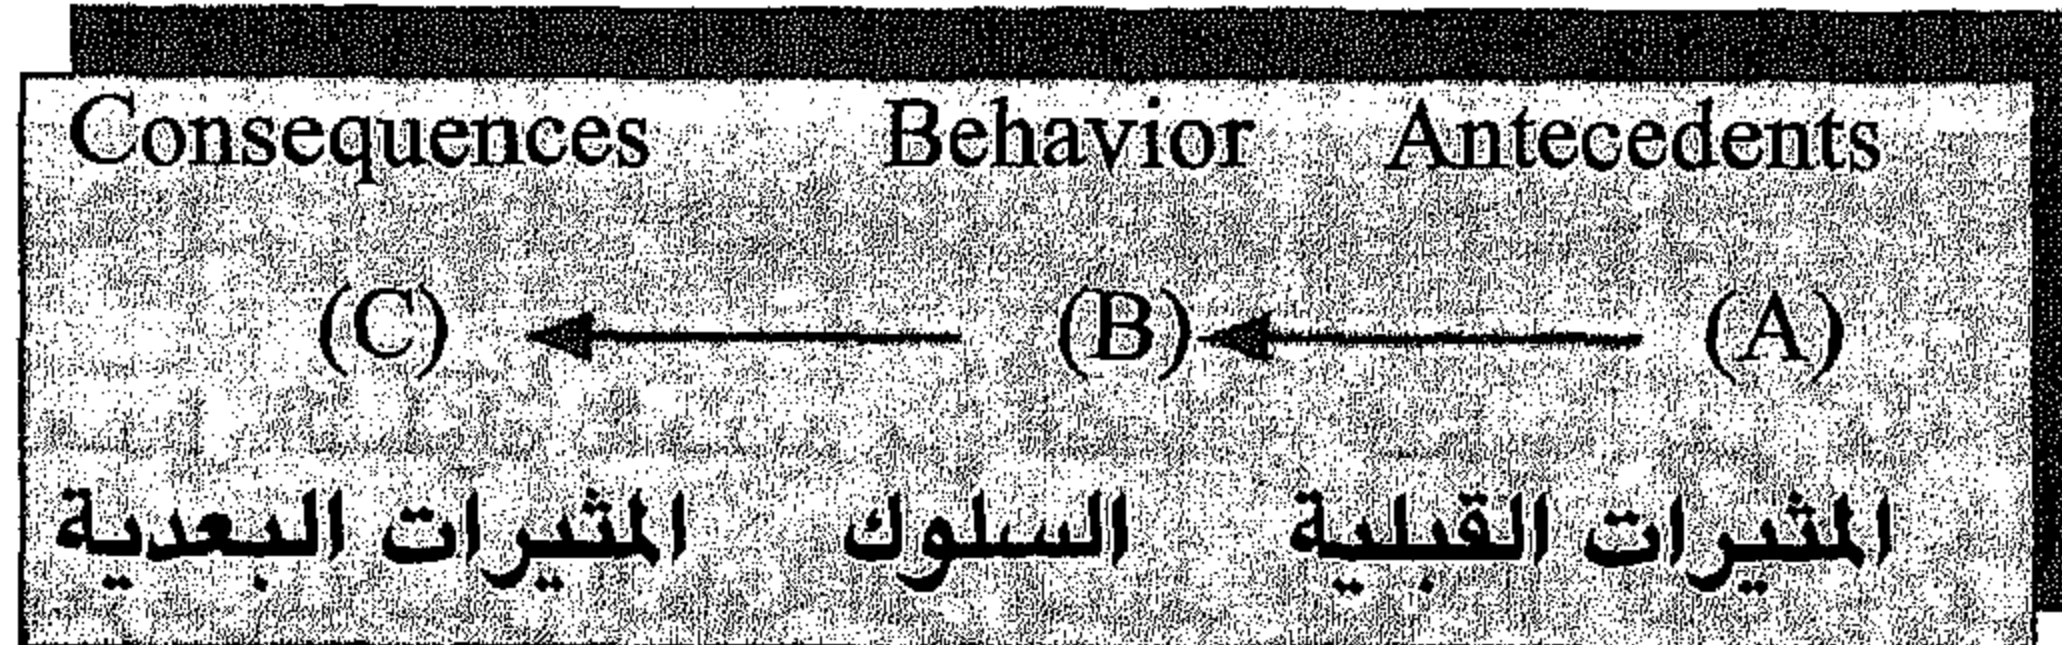 Consequences Behavior Antecedents
(C) (B) (A)
المثيرات القبلية السلوك المثيرات البعدية